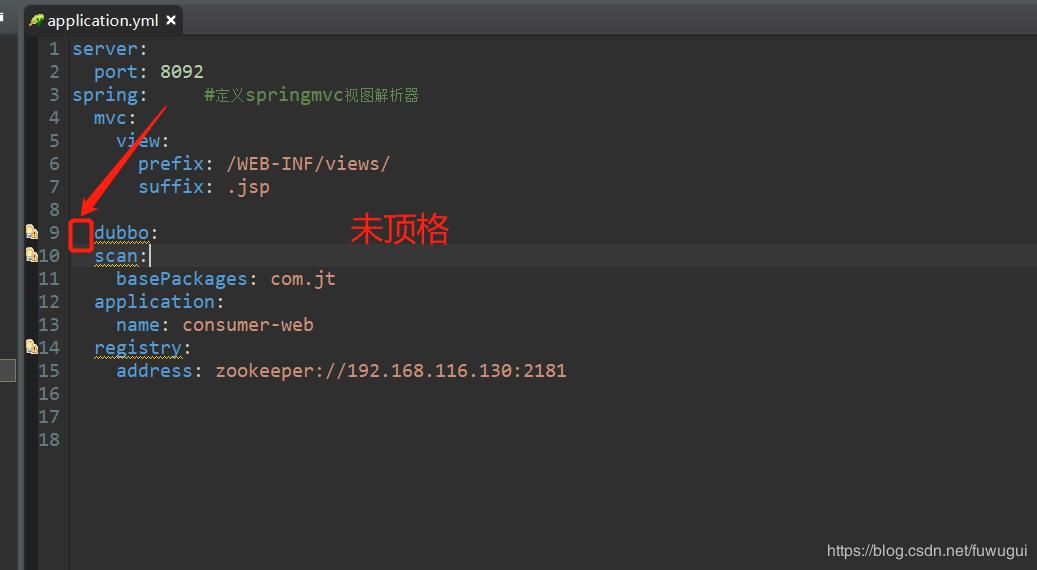 application.yml
1 server:
2 port: 8092
3 spring: #定义springmvc视图解析器
4 mvc:
5 view:
6 prefix: /WEB-INF/views/
7 suffix: .jsp
8
9 dubbo: 未顶格
10 scan:
11 basePackages: com.jt
12 application:
13 name: consumer-web
14 registry:
15 address: zookeeper://192.168.116.130:2181
16
17
18
https://blog.csdn.net/fuwugui